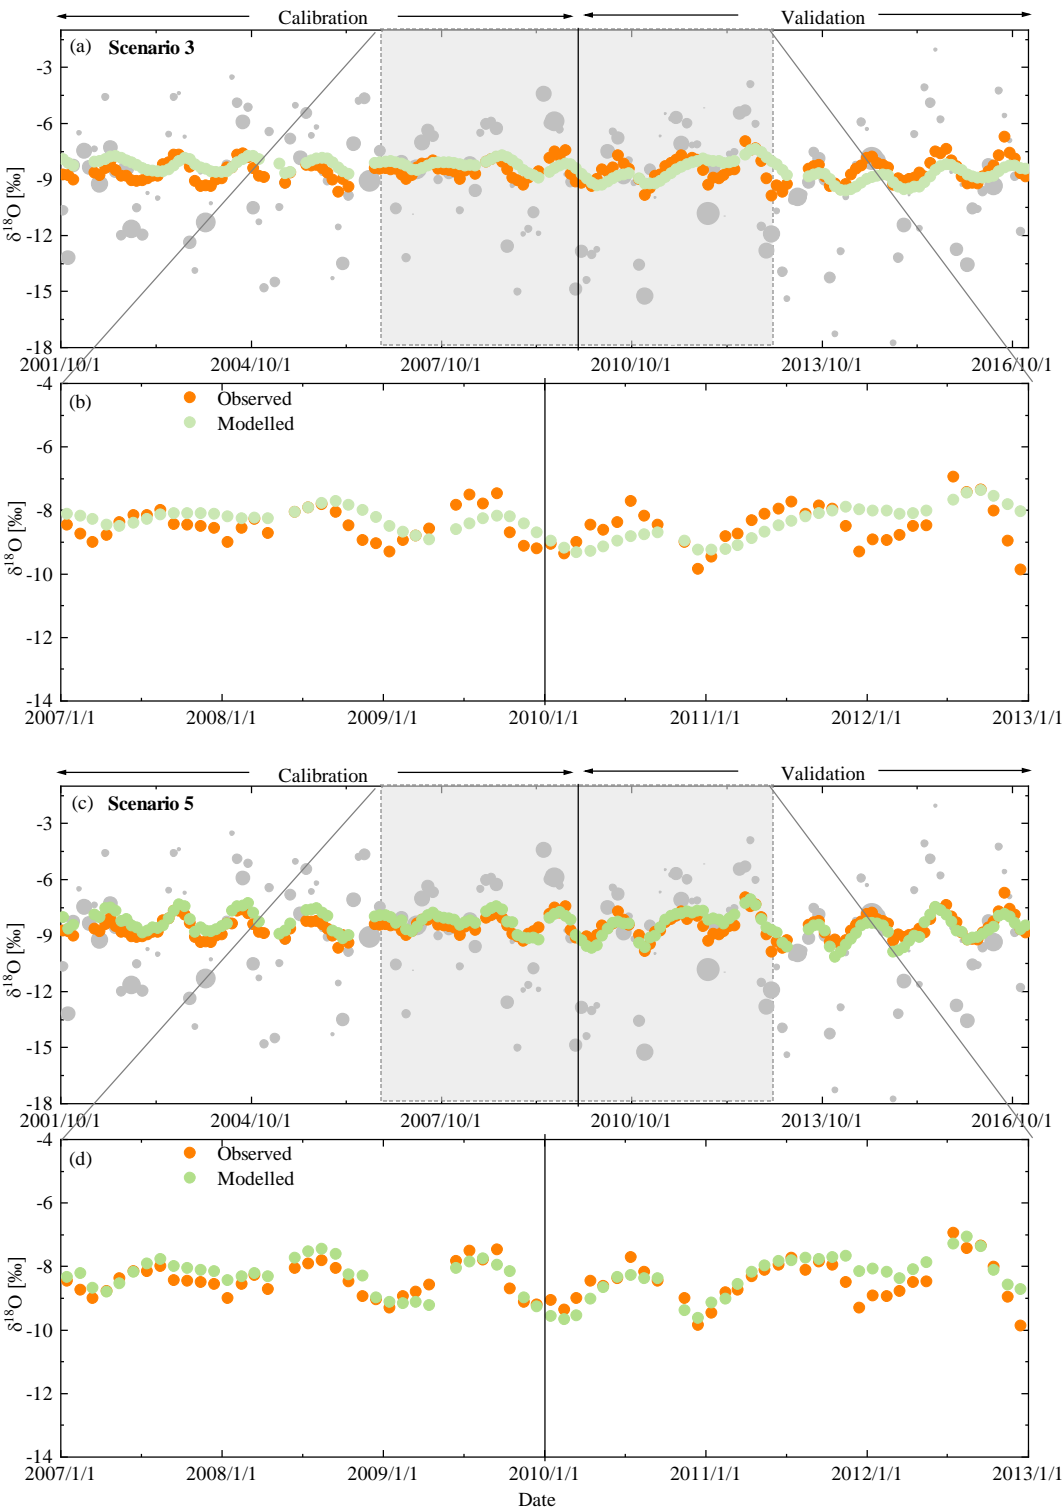 Calibration Validation
(a) Scenario 3
-3
-6
-9
-12
-15
-18
δ18O [‰]
2001/10/1 2004/10/1 2007/10/1 2010/10/1 2013/10/1 2016/10/1
-4
(b) Observed
Modelled
-6
-8
-10
-12
-14
δ18O [‰]
2007/1/1 2008/1/1 2009/1/1 2010/1/1 2011/1/1 2012/1/1 2013/1/1
Calibration Validation
(c) Scenario 5
-3
-6
-9
-12
-15
-18
δ18O [‰]
2001/10/1 2004/10/1 2007/10/1 2010/10/1 2013/10/1 2016/10/1
-4
(d) Observed
Modelled
-6
-8
-10
-12
-14
δ18O [‰]
2007/1/1 2008/1/1 2009/1/1 2010/1/1 2011/1/1 2012/1/1 2013/1/1
Date